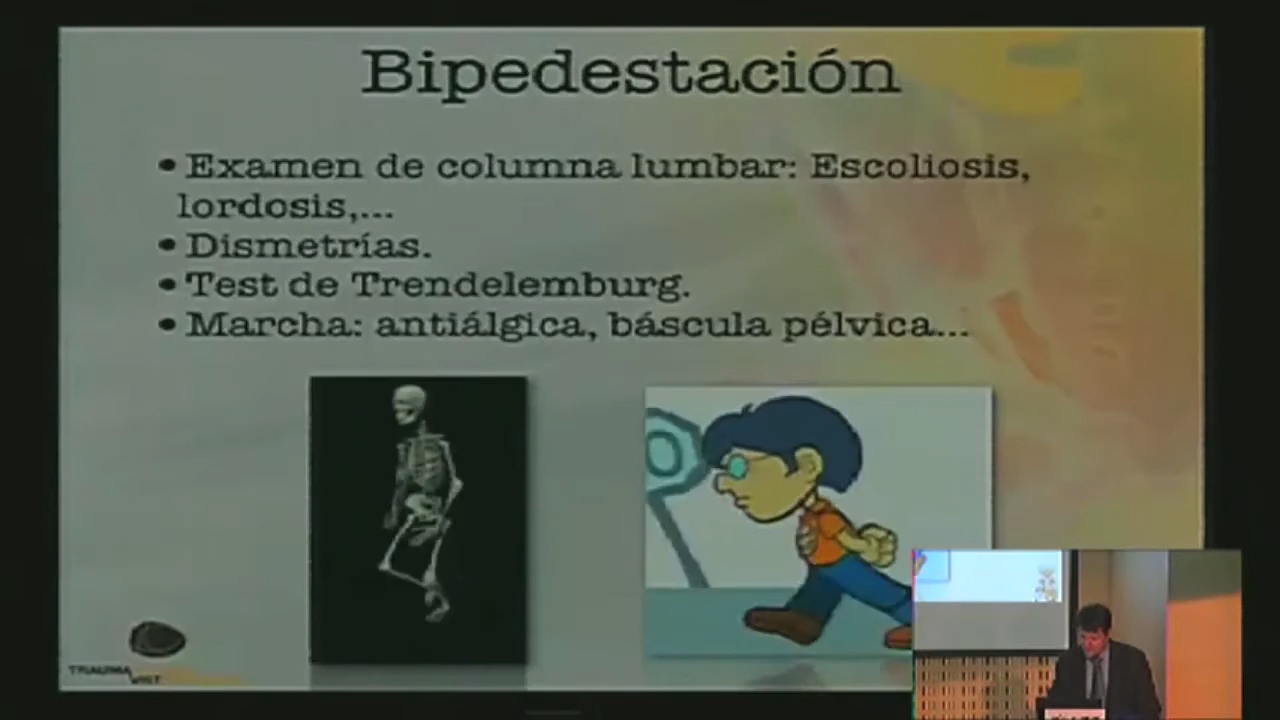 Bipedestación
• Examen de columna lumbar: Escoliosis,
lordosis,...
• Dismetrías.
• Test de Trendelemburg.
• Marcha: antiálgica, báscula pélvica...
TRAUMA